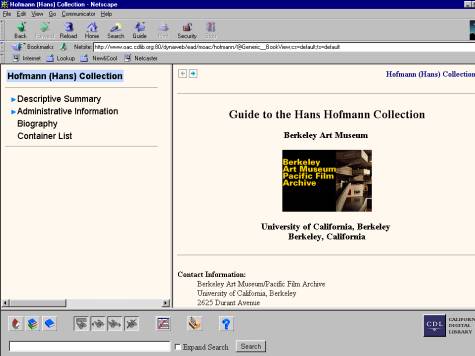 Hofmann (Hans) Collection - Netscape
File Edit View Go Communicator Help
Back Reload Home Search Guide Security
Bookmarks Netsite: http://www.oac.cdlib.org:80/dynaweb/ead/moac/hofmann/@Generic__BookView;cs=default;ts=default
Internet Lookup New&Cool Netcaster
Hofmann (Hans) Collection
Descriptive Summary
Administrative Information
Biography
Container List
Hofmann (Hans) Collection
Guide to the Hans Hofmann Collection
Berkeley Art Museum
Berkeley
Art Museum
Pacific Film
Archive
University of California, Berkeley
Berkeley, California
Contact Information:
Berkeley Art Museum/Pacific Film Archive
University of California, Berkeley
2625 Durant Avenue
CDL
CALIFORN
DIGITAL
LIBRARY
Expand Search Search